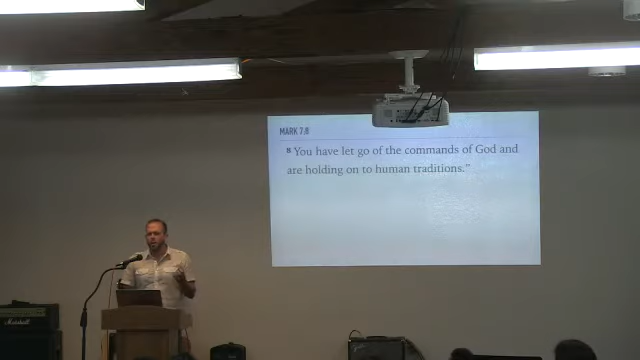 MARK 7:8
8 You have let go of the commands of God and
are holding on to human traditions.”
Marshall